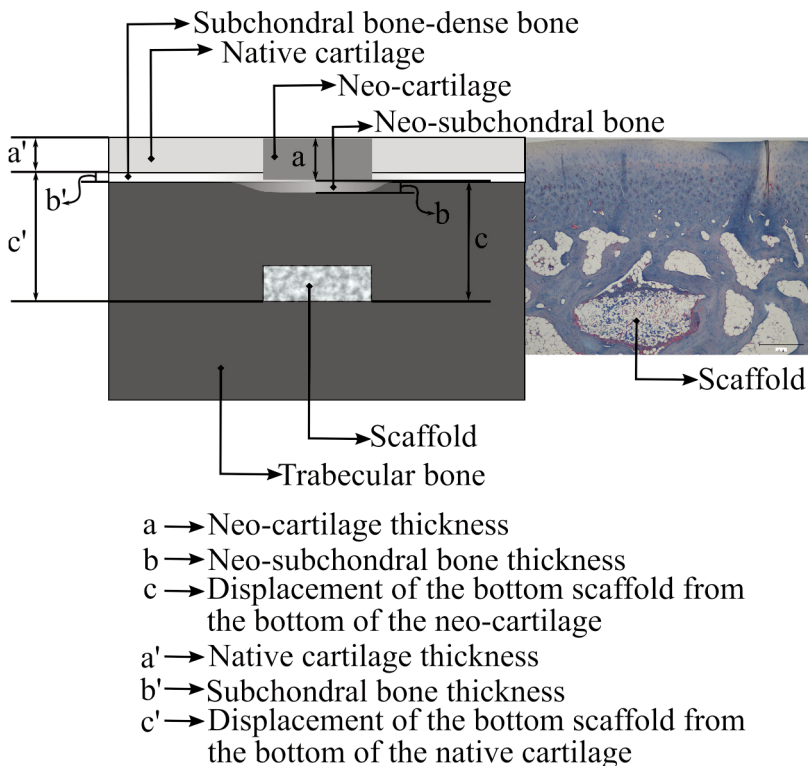 Subchondral bone-dense bone
Native cartilage
Neo-cartilage
Neo-subchondral bone
a'
a
b'
b
c'
c
Scaffold
Scaffold
Trabecular bone
a → Neo-cartilage thickness
b → Neo-subchondral bone thickness
c → Displacement of the bottom scaffold from
the bottom of the neo-cartilage
a' → Native cartilage thickness
b' → Subchondral bone thickness
c' → Displacement of the bottom scaffold from
the bottom of the native cartilage